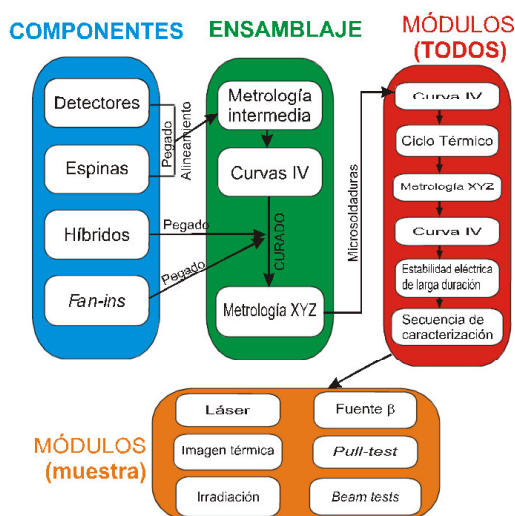 COMPONENTES
Detectores
Espinas
Híbridos
Fan-ins
Pegado
Alineamiento
Pegado
Pegado
ENSAMBLAJE
Metrología
intermedia
Curvas IV
CURADO
Metrología XYZ
Microsoldaduras
MÓDULOS
(TODOS)
Curva IV
Ciclo Térmico
Metrología XYZ
Curva IV
Estabilidad eléctrica
de larga duración
Secuencia de
caracterización
MÓDULOS
(muestra)
Láser
Fuente β
Imagen térmica
Pull-test
Irradiación
Beam tests